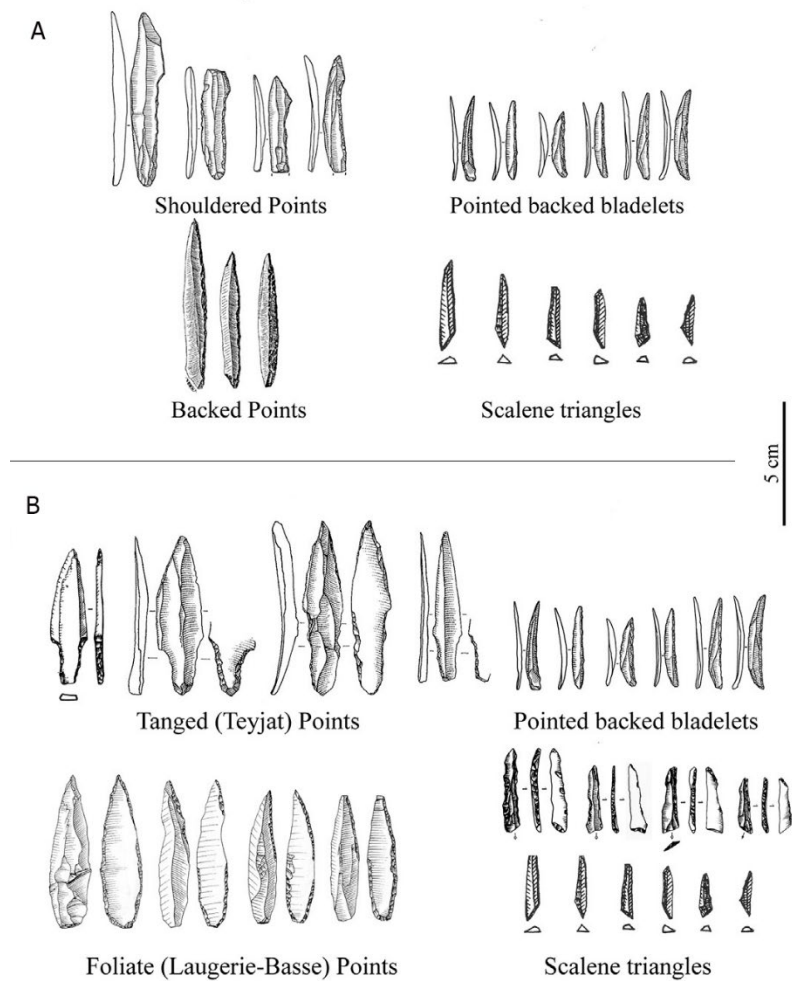 A
Shouldered Points
Pointed backed bladelets
Backed Points
Scalene triangles
5 cm
B
Tanged (Teyjat) Points
Pointed backed bladelets
Foliate (Laugerie-Basse) Points
Scalene triangles